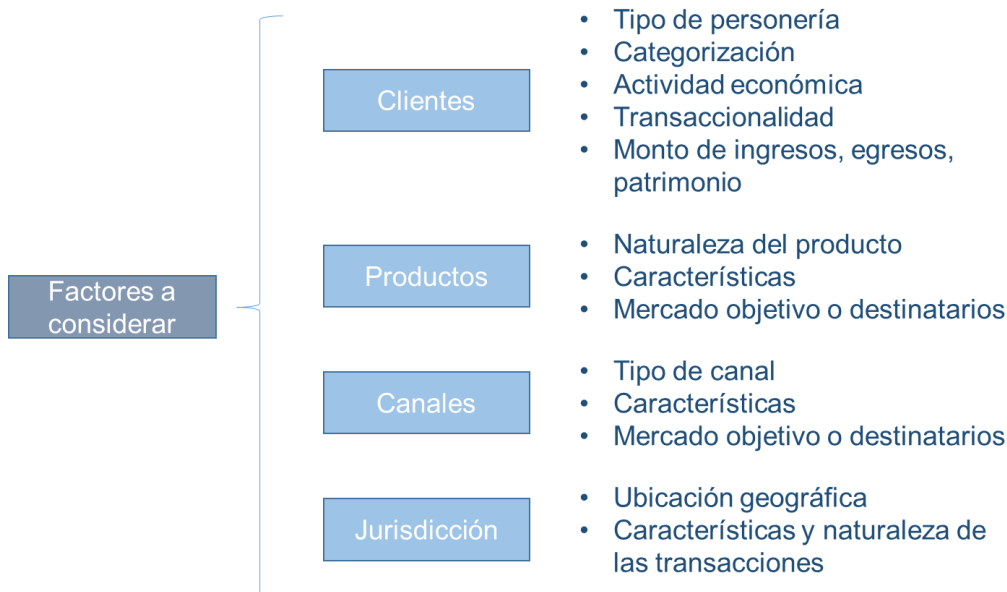 Factores a
considerar
Clientes
• Tipo de personería
• Categorización
• Actividad económica
• Transaccionalidad
• Monto de ingresos, egresos,
patrimonio
Productos
• Naturaleza del producto
• Características
• Mercado objetivo o destinatarios
Canales
• Tipo de canal
• Características
• Mercado objetivo o destinatarios
Jurisdicción
• Ubicación geográfica
• Características y naturaleza de
las transacciones